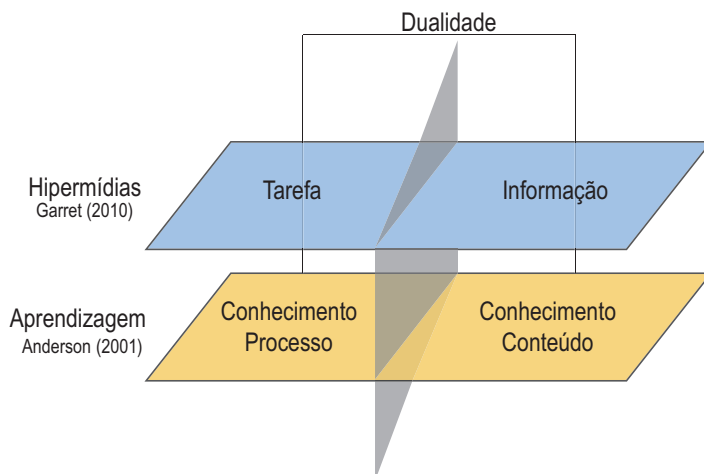 Dualidade
Hipermídias
Garret (2010)
Tarefa
Informação
Aprendizagem
Anderson (2001)
Conhecimento
Processo
Conhecimento
Conteúdo